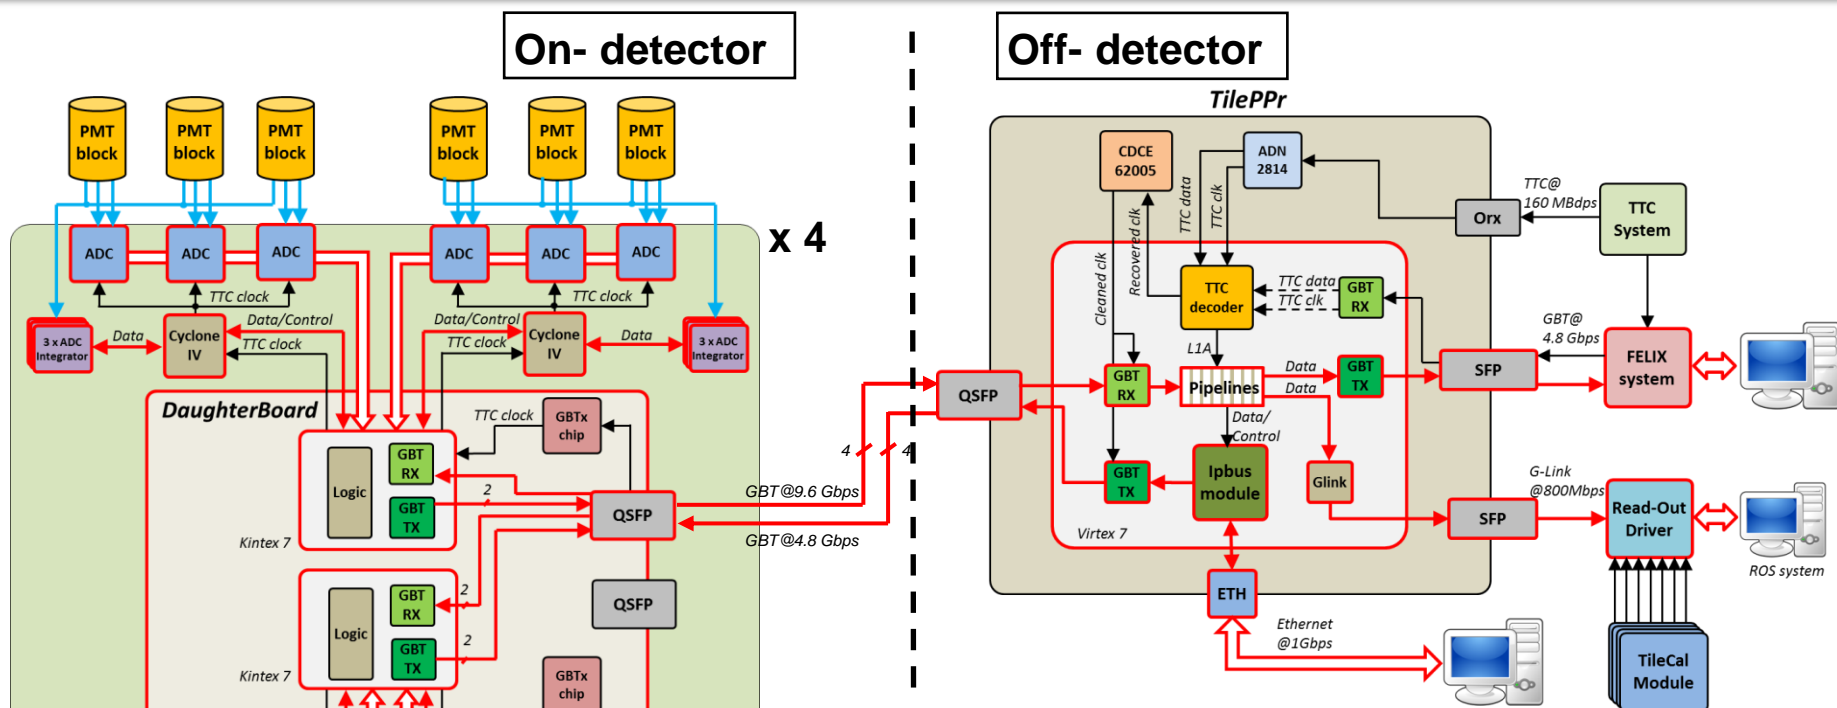 On- detector
Off- detector
TilePPr
PMT
block
PMT
block
PMT
block
PMT
block
PMT
block
PMT
block
x 4
ADC
ADC
ADC
ADC
ADC
ADC
TTC clock
TTC clock
Data/Control
Data/Control
3 x ADC
Integrator
Data
Cyclone
IV
TTC clock
TTC clock
Cyclone
IV
Data
3 x ADC
Integrator
DaughterBoard
TTC clock
GBTx
chip
Logic
GBT
RX
GBT
TX
2
Kintex 7
QSFP
GBT@9.6 Gbps
GBT@4.8 Gbps
4
4
Logic
GBT
RX
GBT
TX
2
2
Kintex 7
QSFP
GBTx
chip
CDCE
62005
ADN
2814
TTC data
TTC clk
Recovered clk
Cleaned clk
Orx
TTC@
160 MBdps
TTC
System
TTC
decoder
TTC data
TTC clk
GBT
RX
L1A
QSFP
GBT
RX
Pipelines
Data
Data
GBT
TX
SFP
GBT@
4.8 Gbps
FELIX
system
Data/
Control
GBT
TX
Ipbus
module
Glink
Virtex 7
SFP
G-Link
@800Mbps
Read-Out
Driver
ROS system
ETH
Ethernet
@1Gbps
TileCal
Module